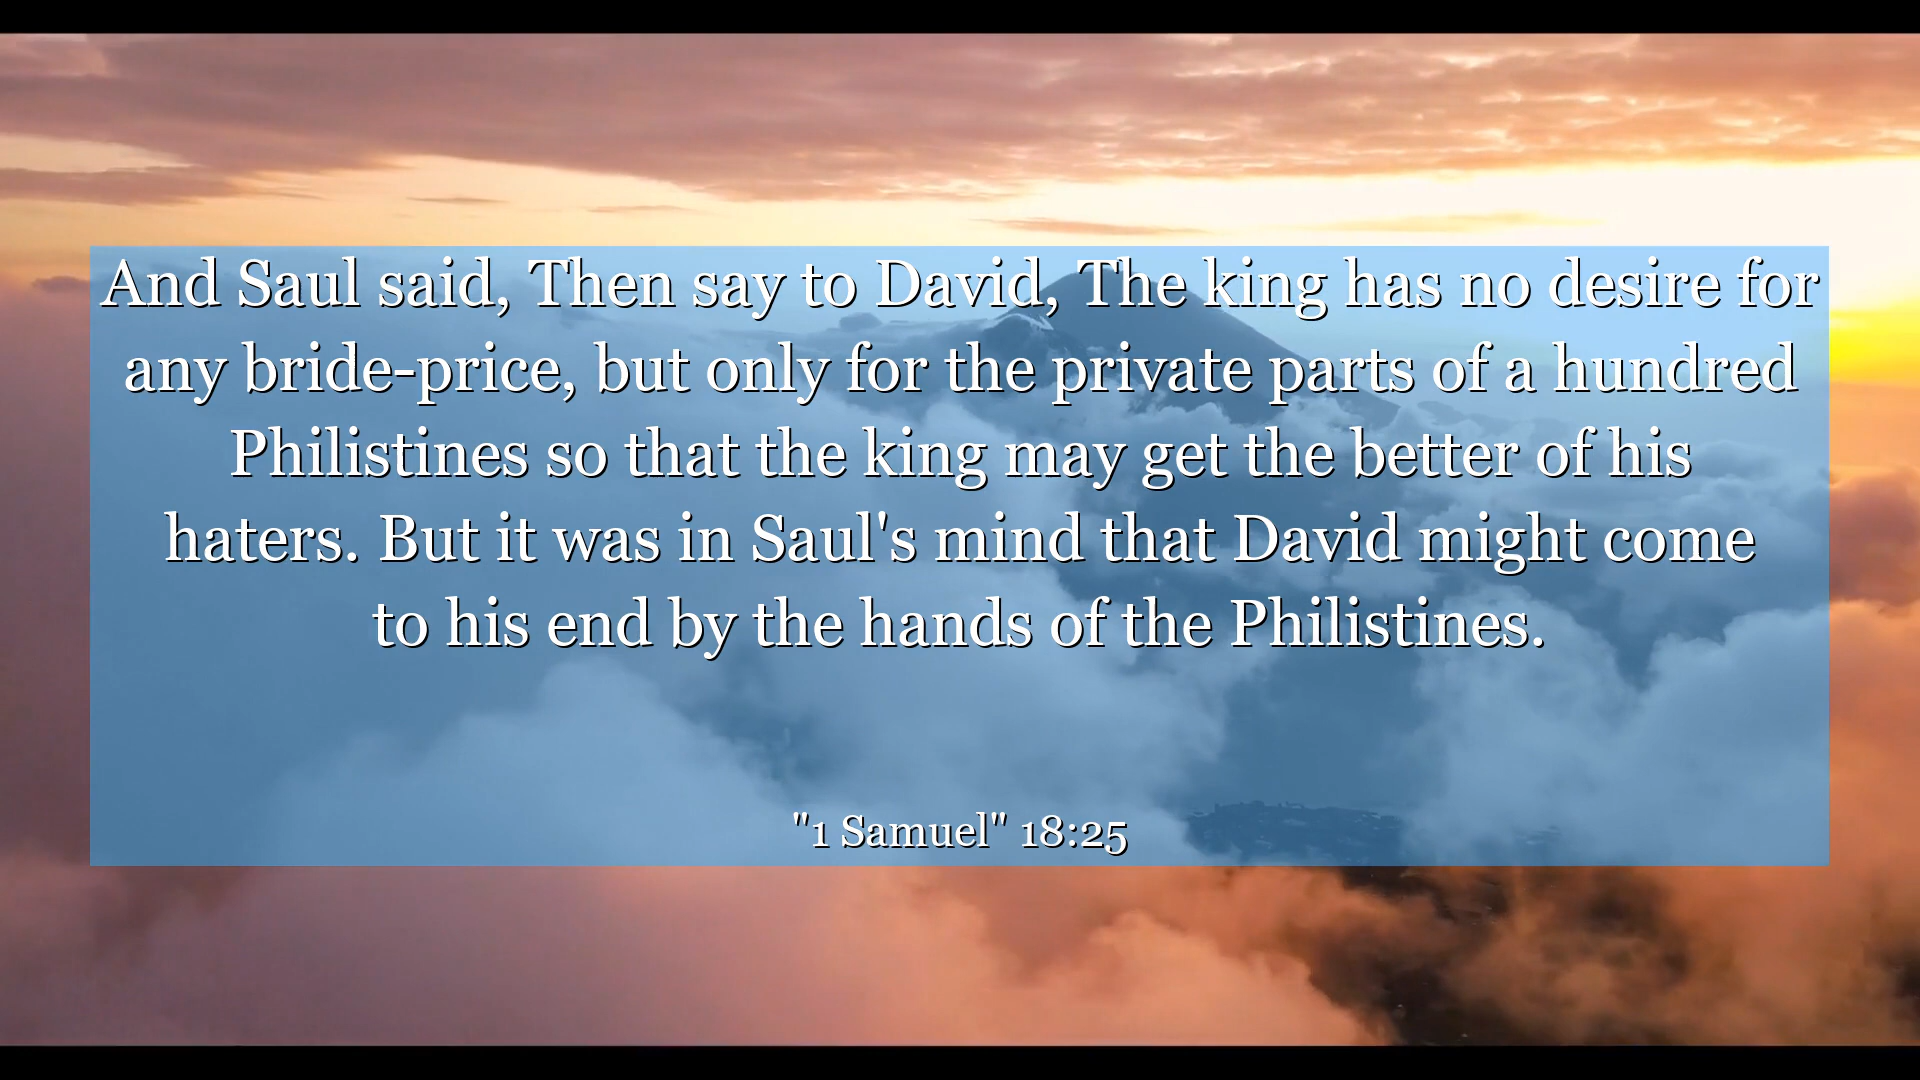 And Saul said, Then say to David, The king has no desire for
any bride-price, but only for the private parts of a hundred
Philistines so that the king may get the better of his
haters. But it was in Saul's mind that David might come
to his end by the hands of the Philistines.
"1 Samuel" 18:25